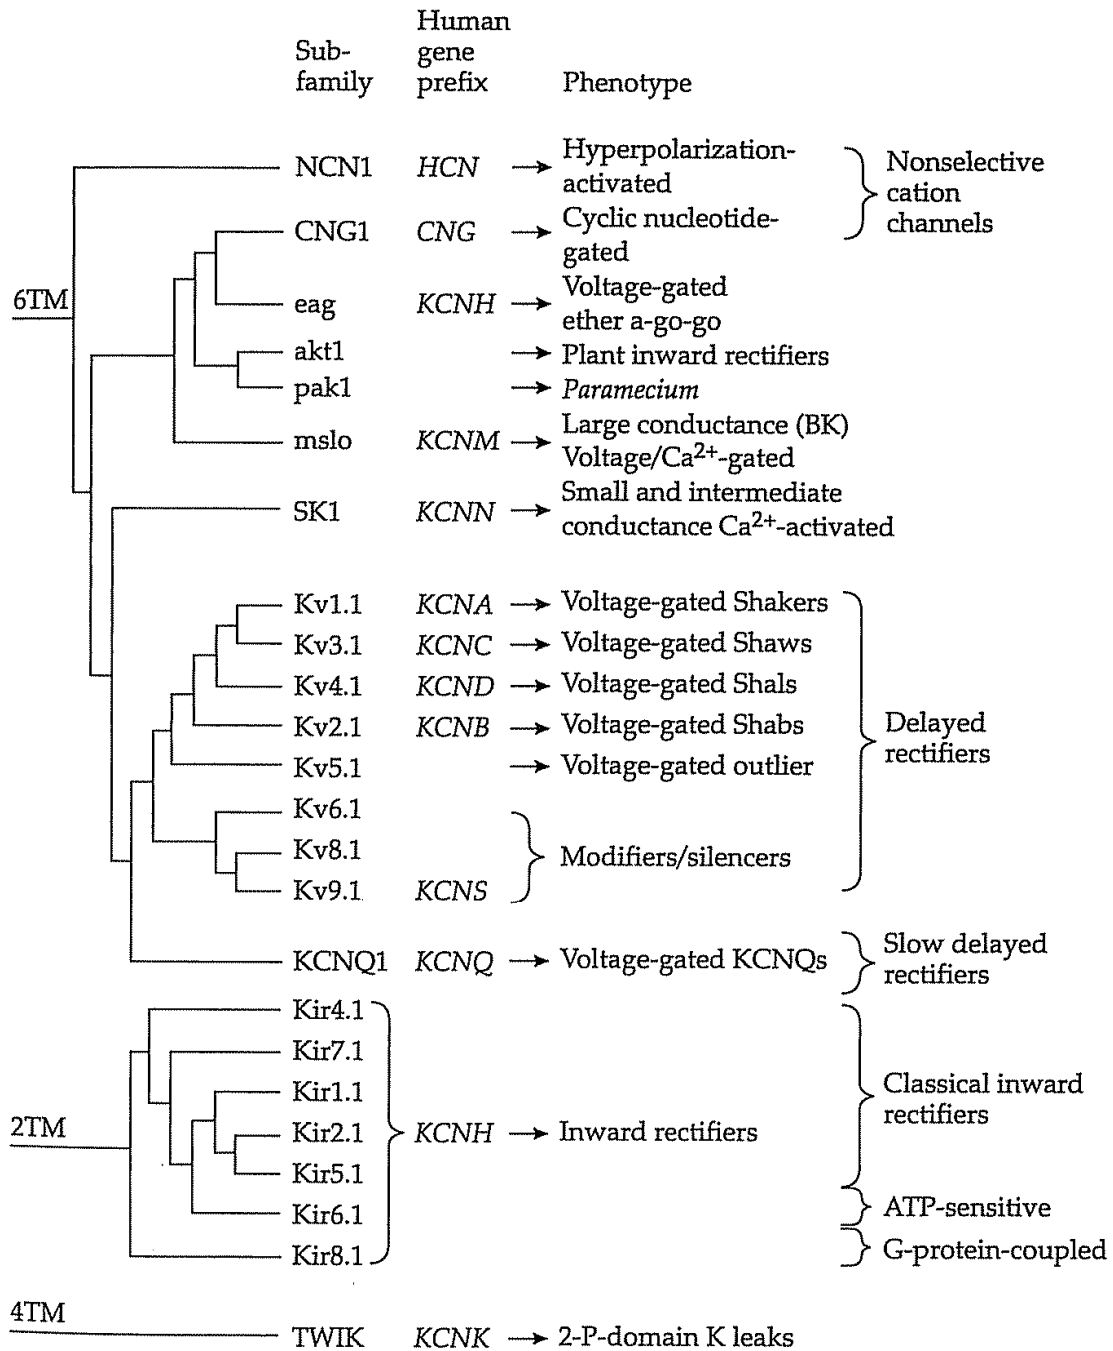 Human
Sub- gene
family prefix Phenotype
NCN1 HCN → Hyperpolarization-
activated
Nonselective
cation
channels
CNG1 CNG → Cyclic nucleotide-
gated
6TM
eag KCNH → Voltage-gated
ether a-go-go
akt1 → Plant inward rectifiers
pak1 → Paramecium
mslo KCNM → Large conductance (BK)
Voltage/Ca²⁺-gated
SK1 KCNN → Small and intermediate
conductance Ca²⁺-activated
Kv1.1 KCNA → Voltage-gated Shakers
Kv3.1 KCNC → Voltage-gated Shaws
Kv4.1 KCND → Voltage-gated Shals
Kv2.1 KCNB → Voltage-gated Shabs
Delayed
rectifiers
Kv5.1 → Voltage-gated outlier
Kv6.1
Kv8.1 Modifiers/silencers
Kv9.1 KCNS
KCNQ1 KCNQ → Voltage-gated KCNQs
Slow delayed
rectifiers
Kir4.1
Kir7.1
Kir1.1
Classical inward
rectifiers
2TM
Kir2.1 KCNH → Inward rectifiers
Kir5.1
Kir6.1 ATP-sensitive
Kir8.1 G-protein-coupled
4TM
TWIK KCNK → 2-P-domain K leaks